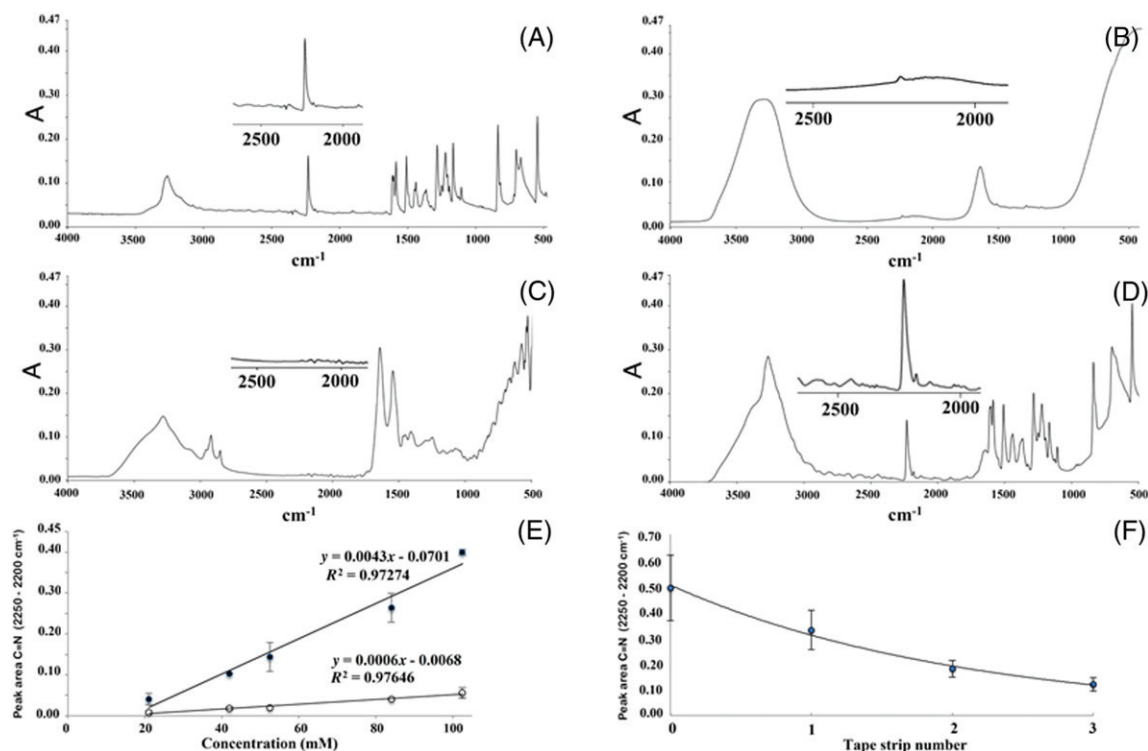 (A)
0.47
0.40
0.30
0.20
0.10
0.00
A
2500 2000
4000 3500 3000 2500 2000 1500 1000 500
cm-1
(B)
0.47
0.40
0.30
0.20
0.10
0.00
A
2500 2000
4000 3500 3000 2500 2000 1500 1000 500
cm-1
(C)
0.47
0.40
0.30
0.20
0.10
0.00
A
2500 2000
4000 3500 3000 2500 2000 1500 1000 500
cm-1
(D)
0.47
0.40
0.30
0.20
0.10
0.00
A
2500 2000
4000 3500 3000 2500 2000 1500 1000 500
cm-1
(E)
Peak area C≡N (2250 - 2200 cm-1)
0.45
0.40
0.30
0.20
0.10
0.00
y = 0.0043x - 0.0701
R2 = 0.97274
y = 0.0006x - 0.0068
R2 = 0.97646
0 20 40 60 80 100
Concentration (mM)
(F)
Peak area C≡N (2250 - 2200 cm-1)
0.70
0.60
0.50
0.40
0.30
0.20
0.10
0.00
0 1 2 3
Tape strip number